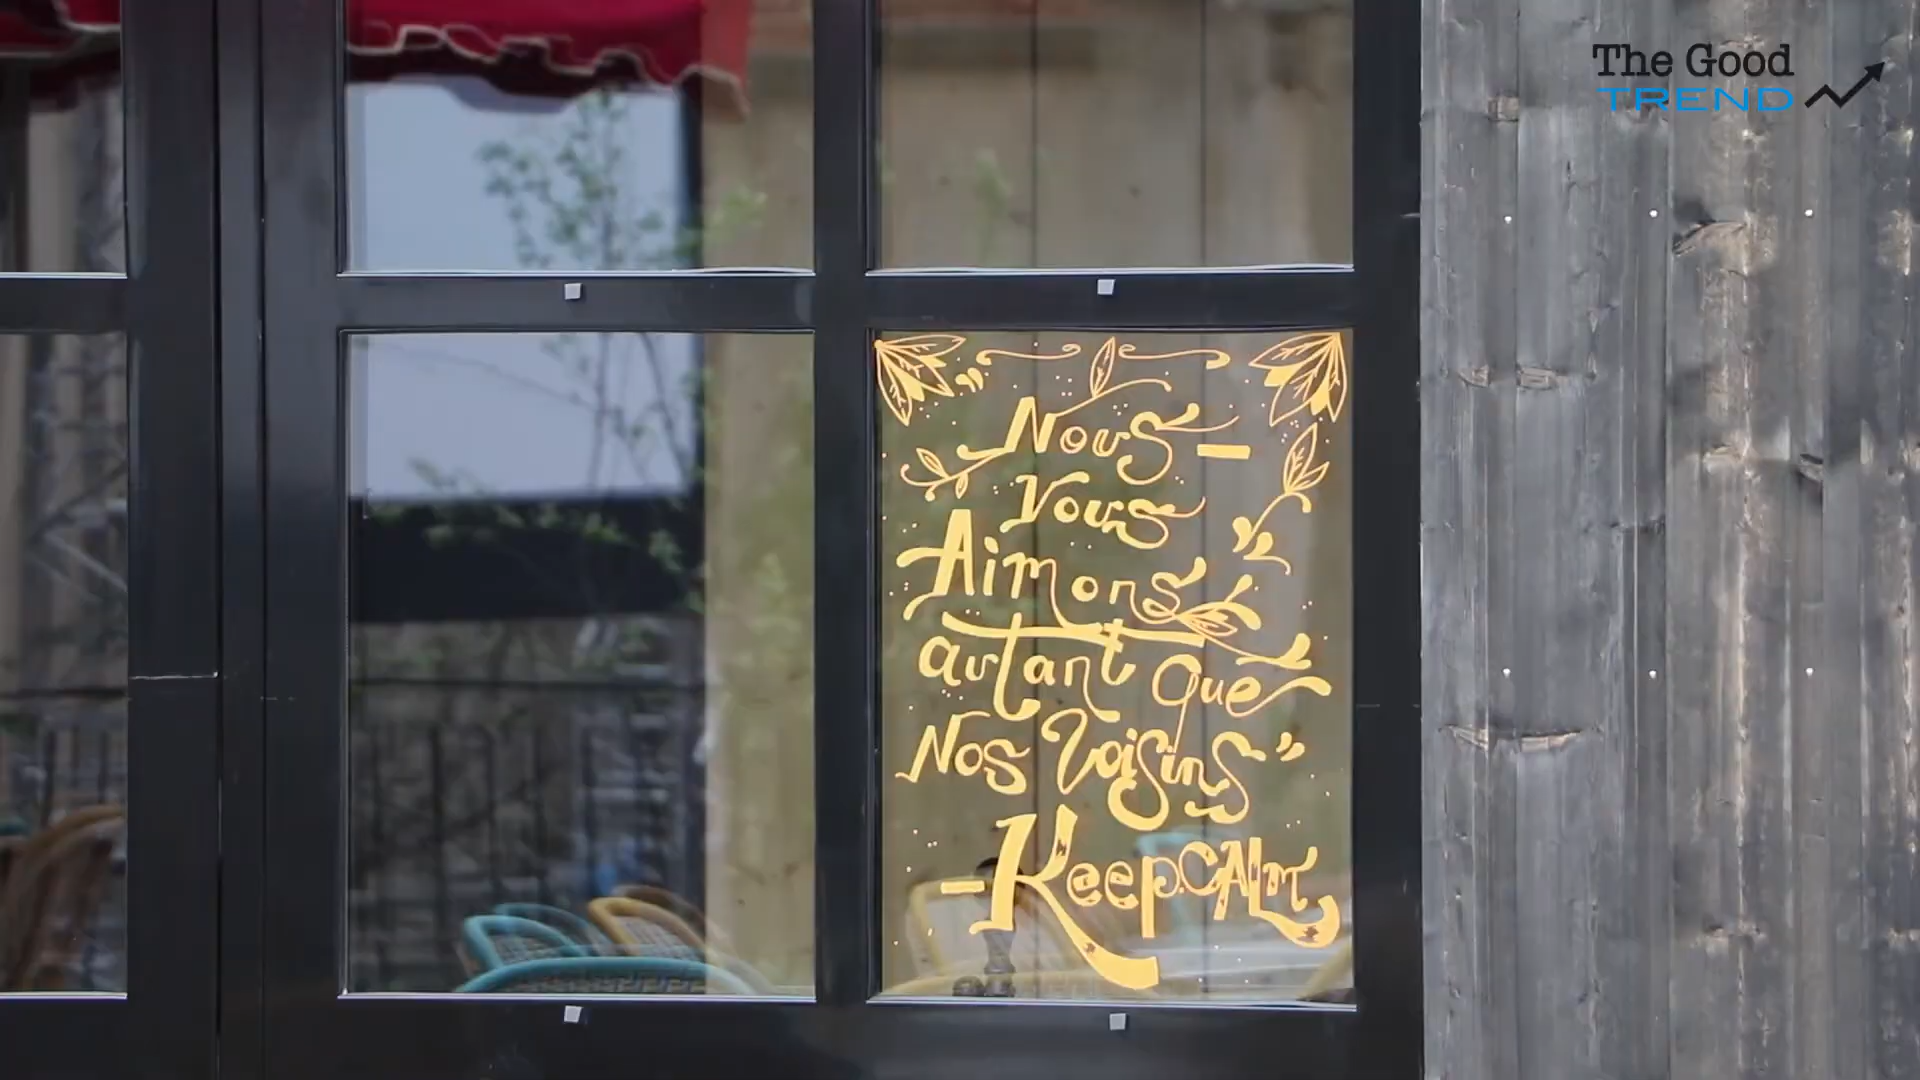 The Good
TREND
" Nous -
Vous
Aimons
autant que
Nos Voisins "
- Keepcalm